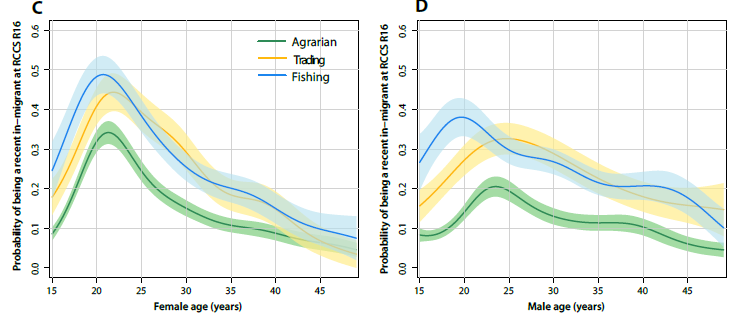 C
Probability of being a recent in−migrant at RCCS R16
0.6
0.5
0.4
0.3
0.2
0.1
0.0
Agrarian
Trading
Fishing
15 20 25 30 35 40 45
Female age (years)
D
Probability of being a recent in−migrant at RCCS R16
0.6
0.5
0.4
0.3
0.2
0.1
0.0
15 20 25 30 35 40 45
Male age (years)